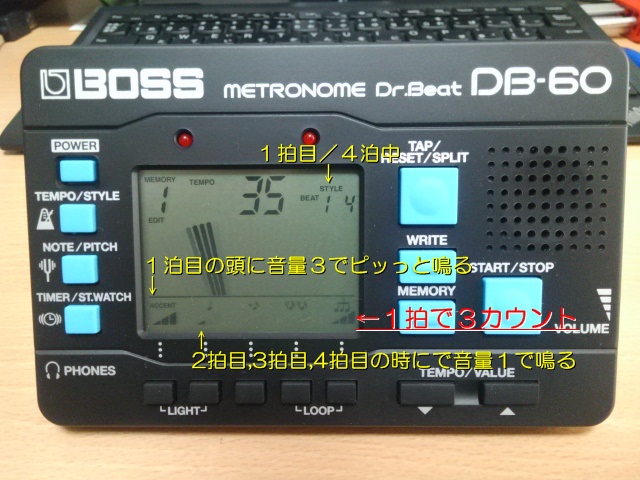 BOSS METRONOME Dr.Beat DB-60
POWER
TAP/
RESET/SPLIT
１拍目／４泊中
MEMORY TEMPO STYLE
1 35 BEAT 1 4
EDIT
TEMPO/STYLE
NOTE/PITCH
WRITE
１泊目の頭に音量３でピッっと鳴る
START/STOP
MEMORY
TIMER/ST.WATCH
ACCENT
←１拍で３カウント
VOLUME
２拍目,３拍目,４拍目の時にで音量１で鳴る
PHONES
TEMPO/VALUE
LIGHT
LOOP